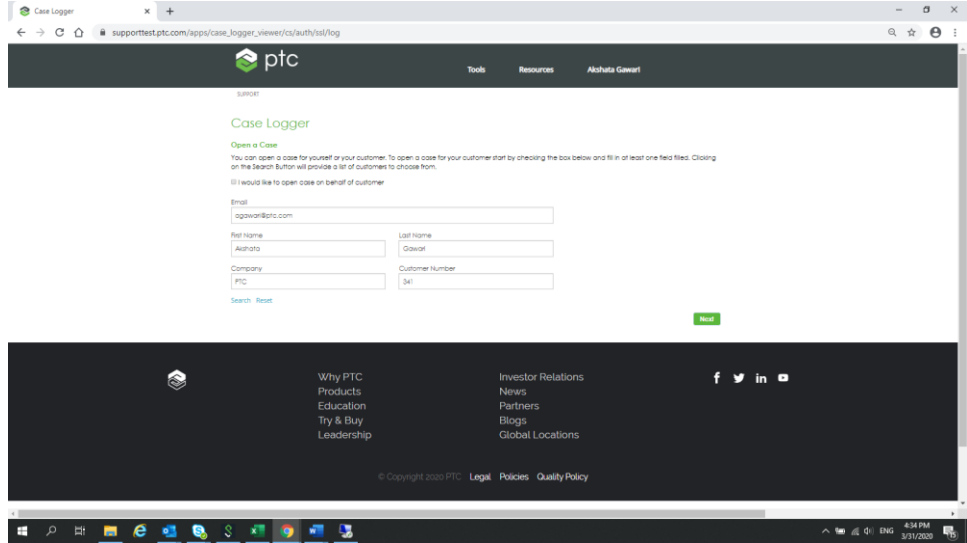 Case Logger
supporttest.ptc.com/apps/case_logger_viewer/cs/auth/ssl/log
ptc
Tools Resources Akshata Gawari
SUPPORT
Case Logger
Open a Case
You can open a case for yourself or your customer. To open a case for your customer start by checking the box below and fill in at least one field filled. Clicking
on the Search Button will provide a list of customers to choose from.
I would like to open case on behalf of customer
Email
agawari@ptc.com
First Name Last Name
Akshata Gawari
Company Customer Number
PTC 341
Search Reset
Next
Why PTC Investor Relations
Products News
Education Partners
Try & Buy Blogs
Leadership Global Locations
© Copyright 2020 PTC Legal Policies Quality Policy
ENG 4:34 PM
3/31/2020